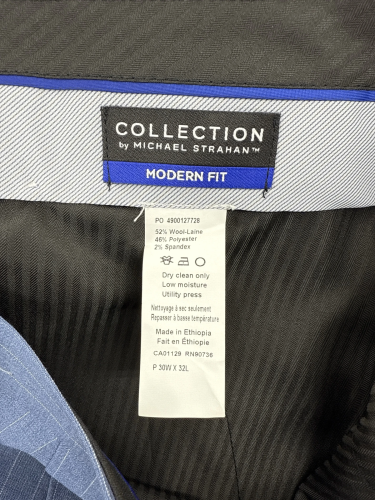 COLLECTION
by MICHAEL STRAHAN™
MODERN FIT
PO 4900127728
52% Wool-Laine
46% Polyester
2% Spandex
Dry clean only
Low moisture
Utility press
Nettoyage à sec seulement
Repasser à basse température
Made in Ethiopia
Fait en Éthiopie
CA01129 RN90738
P 30W X 32L